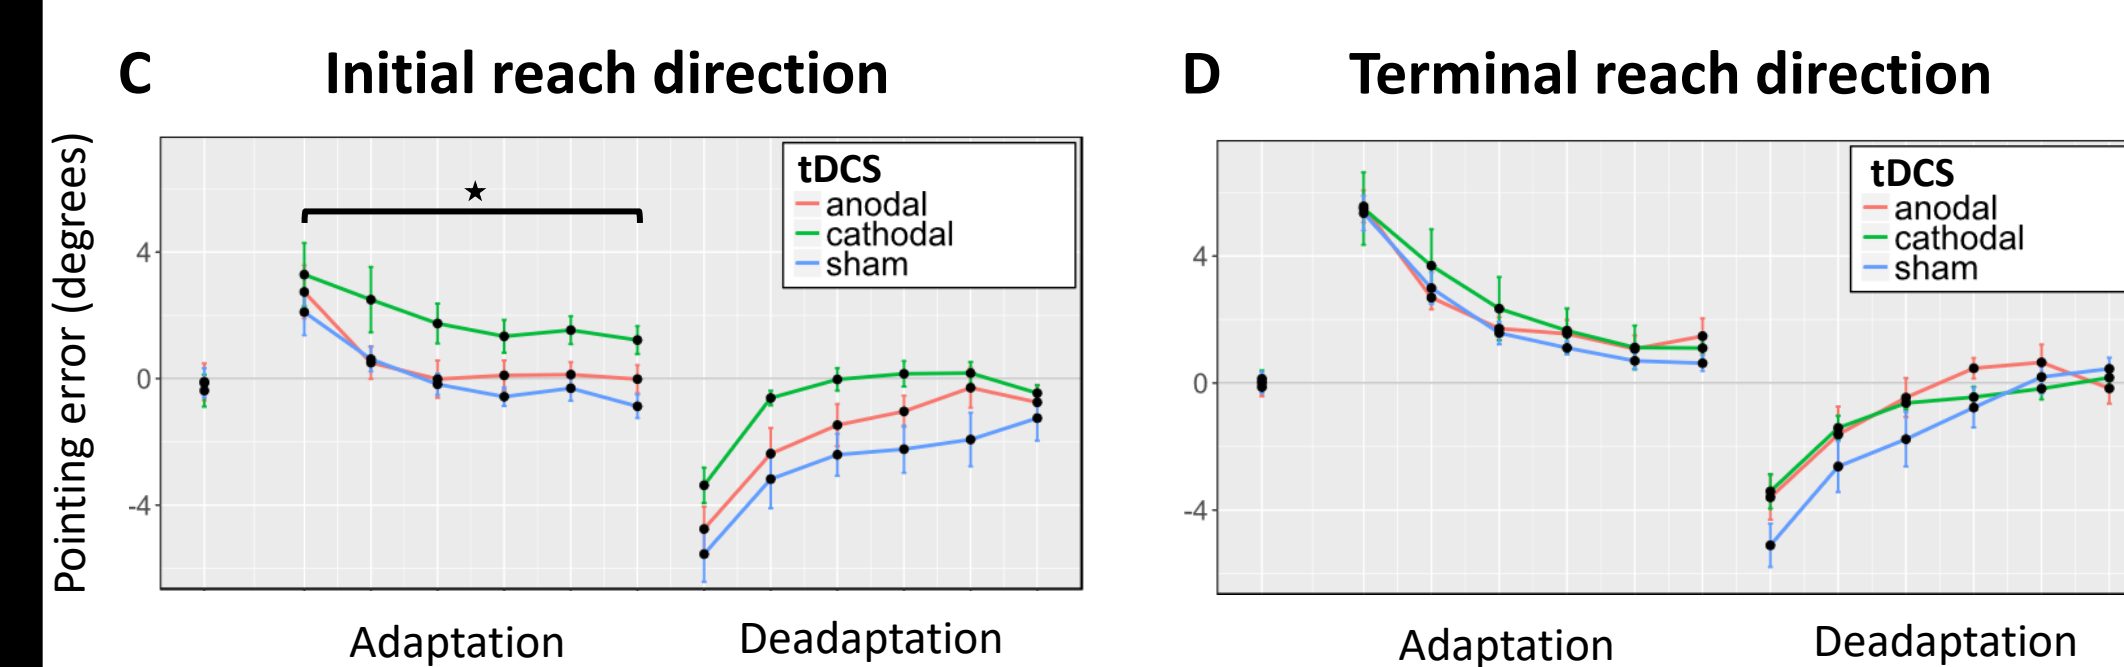 C Initial reach direction
Pointing error (degrees)
tDCS
anodal
cathodal
sham
4
0
-4
Adaptation Deadaptation
D Terminal reach direction
tDCS
anodal
cathodal
sham
4
0
-4
Adaptation Deadaptation